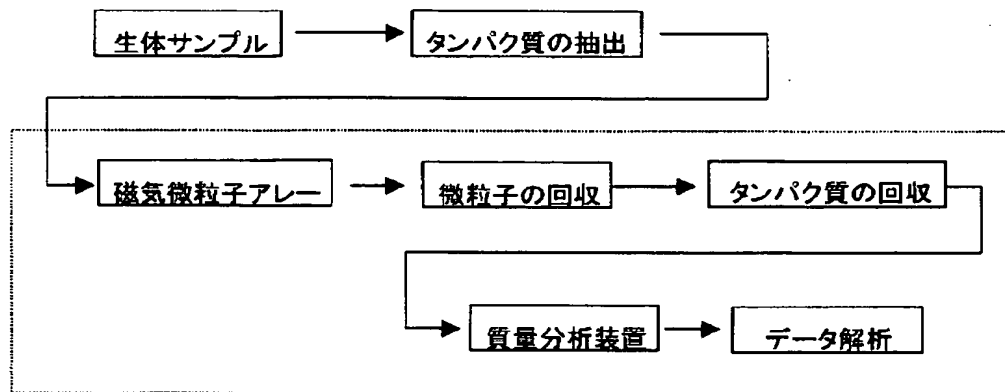 生体サンプル
タンパク質の抽出
磁気微粒子アレー
微粒子の回収
タンパク質の回収
質量分析装置
データ解析